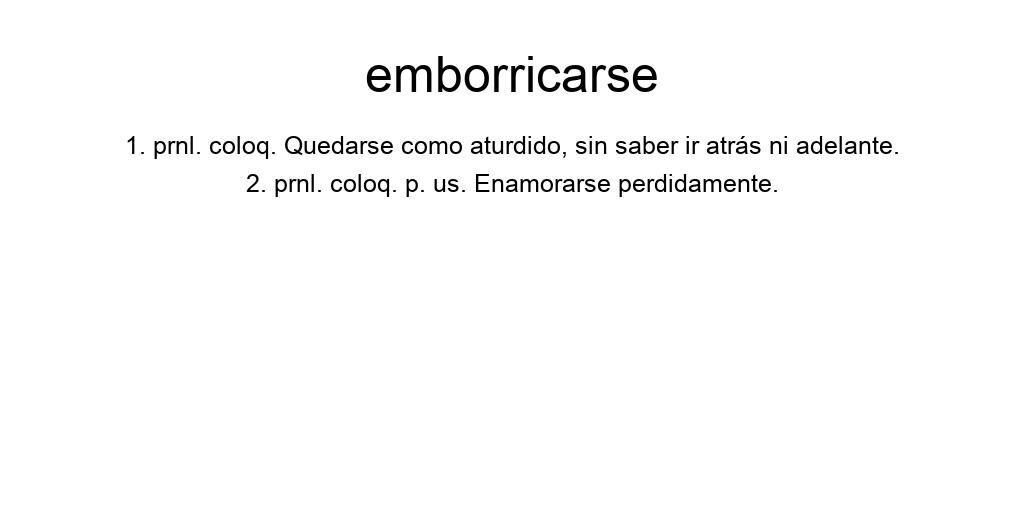 emborricarse
1. prnl. coloq. Quedarse como aturdido, sin saber ir atrás ni adelante.
2. prnl. coloq. p. us. Enamorarse perdidamente.